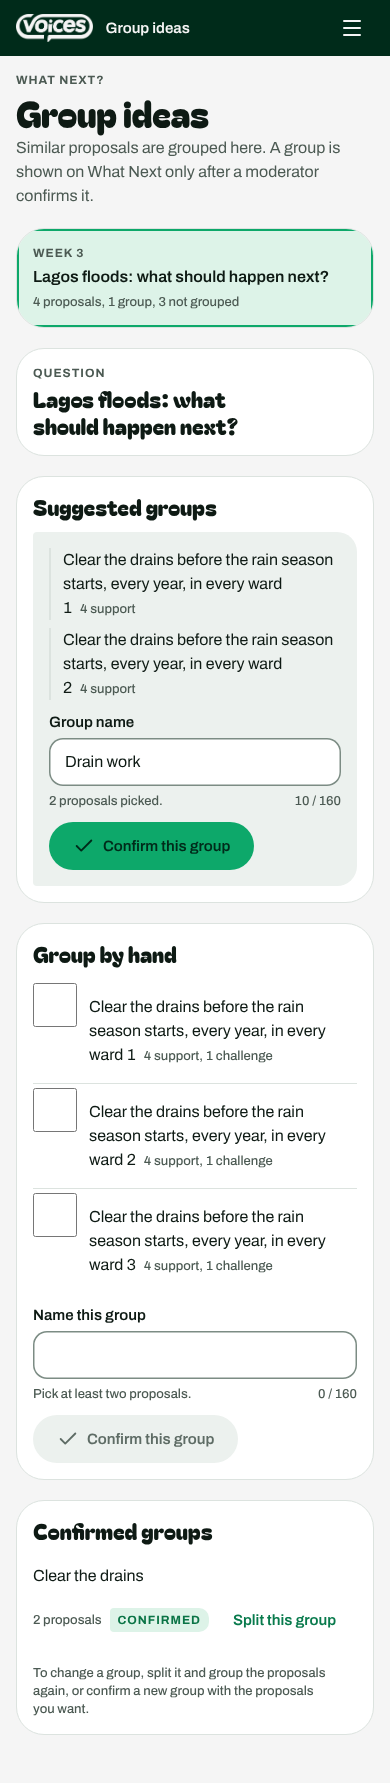 Voices Group ideas
WHAT NEXT?
Group ideas
Similar proposals are grouped here. A group is
shown on What Next only after a moderator
confirms it.
WEEK 3
Lagos floods: what should happen next?
4 proposals, 1 group, 3 not grouped
QUESTION
Lagos floods: what
should happen next?
Suggested groups
Clear the drains before the rain season
starts, every year, in every ward
1 4 support
Clear the drains before the rain season
starts, every year, in every ward
2 4 support
Group name
Drain work
2 proposals picked. 10 / 160
Confirm this group
Group by hand
Clear the drains before the rain
season starts, every year, in every
ward 1 4 support, 1 challenge
Clear the drains before the rain
season starts, every year, in every
ward 2 4 support, 1 challenge
Clear the drains before the rain
season starts, every year, in every
ward 3 4 support, 1 challenge
Name this group
Pick at least two proposals. 0 / 160
Confirm this group
Confirmed groups
Clear the drains
2 proposals CONFIRMED Split this group
To change a group, split it and group the proposals
again, or confirm a new group with the proposals
you want.